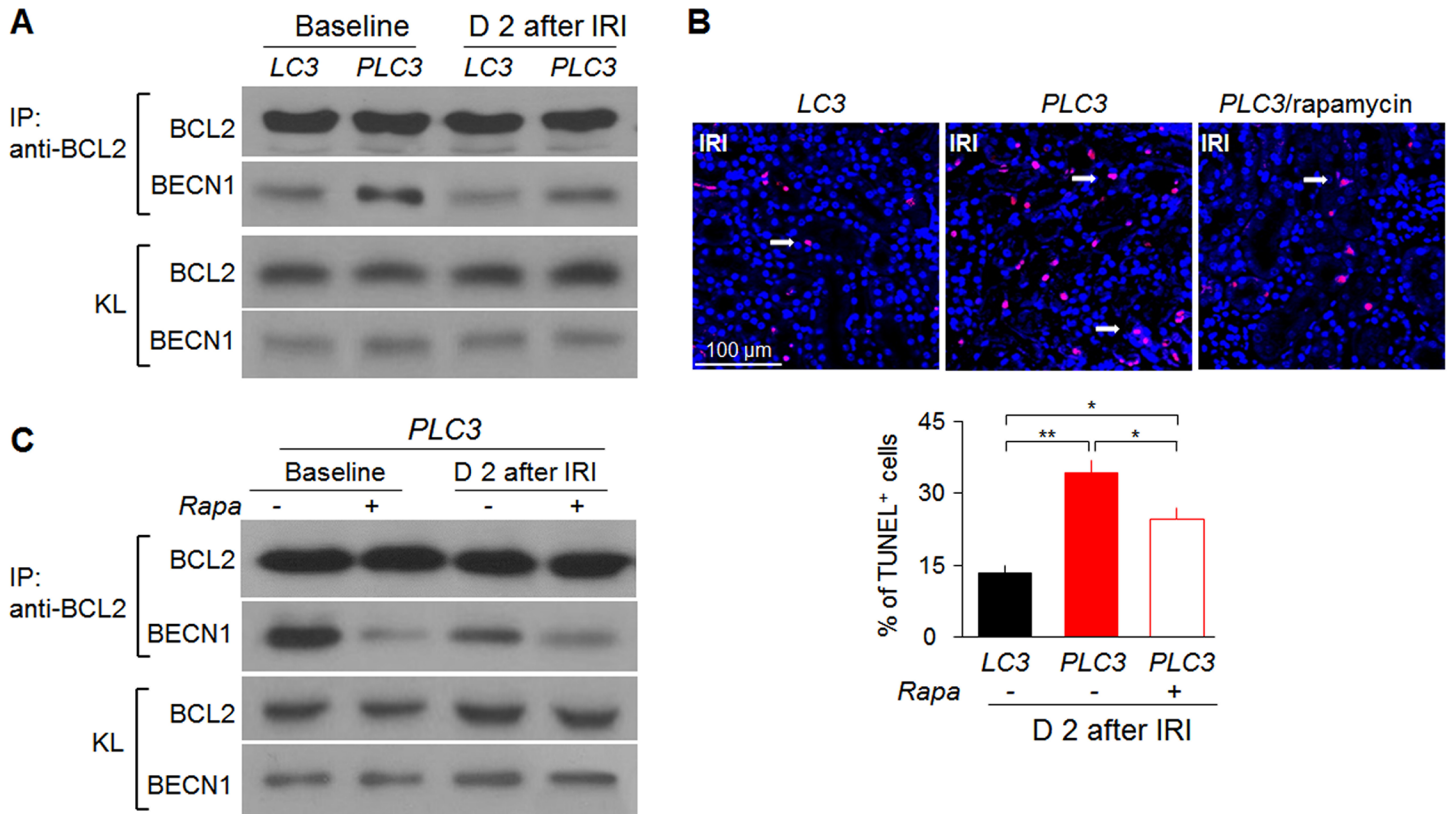 A
Baseline D 2 after IRI
LC3 PLC3 LC3 PLC3
IP:
anti-BCL2
BCL2
BECN1
KL
BCL2
BECN1
B
LC3 PLC3 PLC3/rapamycin
IRI IRI IRI
100 µm
45
30
15
0
% of TUNEL+ cells
* ** *
LC3 PLC3 PLC3
Rapa - - +
D 2 after IRI
C
PLC3
Baseline D 2 after IRI
Rapa - + - +
IP:
anti-BCL2
BCL2
BECN1
KL
BCL2
BECN1